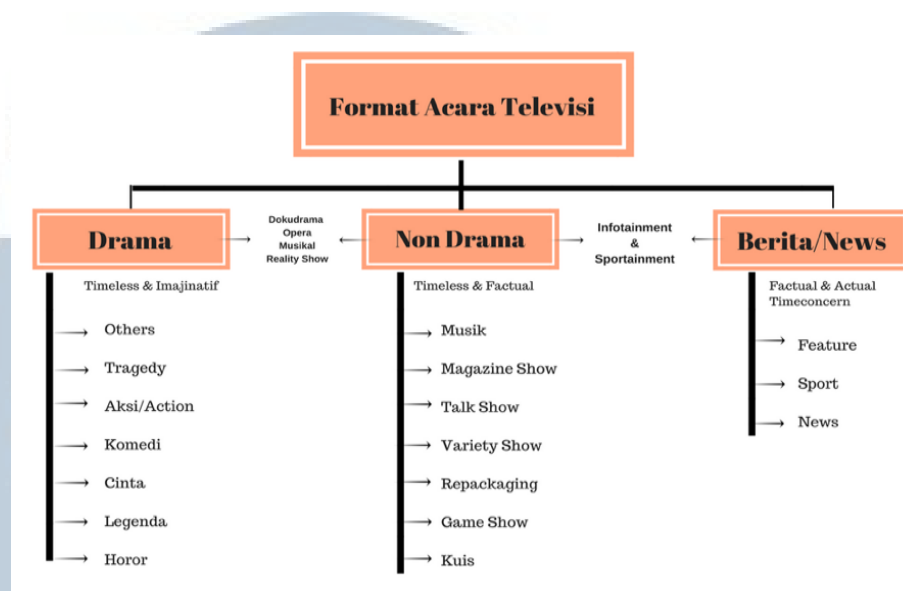 Format Acara Televisi
Drama
Dokudrama
Opera
Musikal
Reality Show
Non Drama
Infotainment
&
Sportainment
Berita/News
Timeless & Imajinatif
Others
Tragedy
Aksi/Action
Komedi
Cinta
Legenda
Horor
Timeless & Factual
Musik
Magazine Show
Talk Show
Variety Show
Repackaging
Game Show
Kuis
Factual & Actual
Timeconcern
Feature
Sport
News